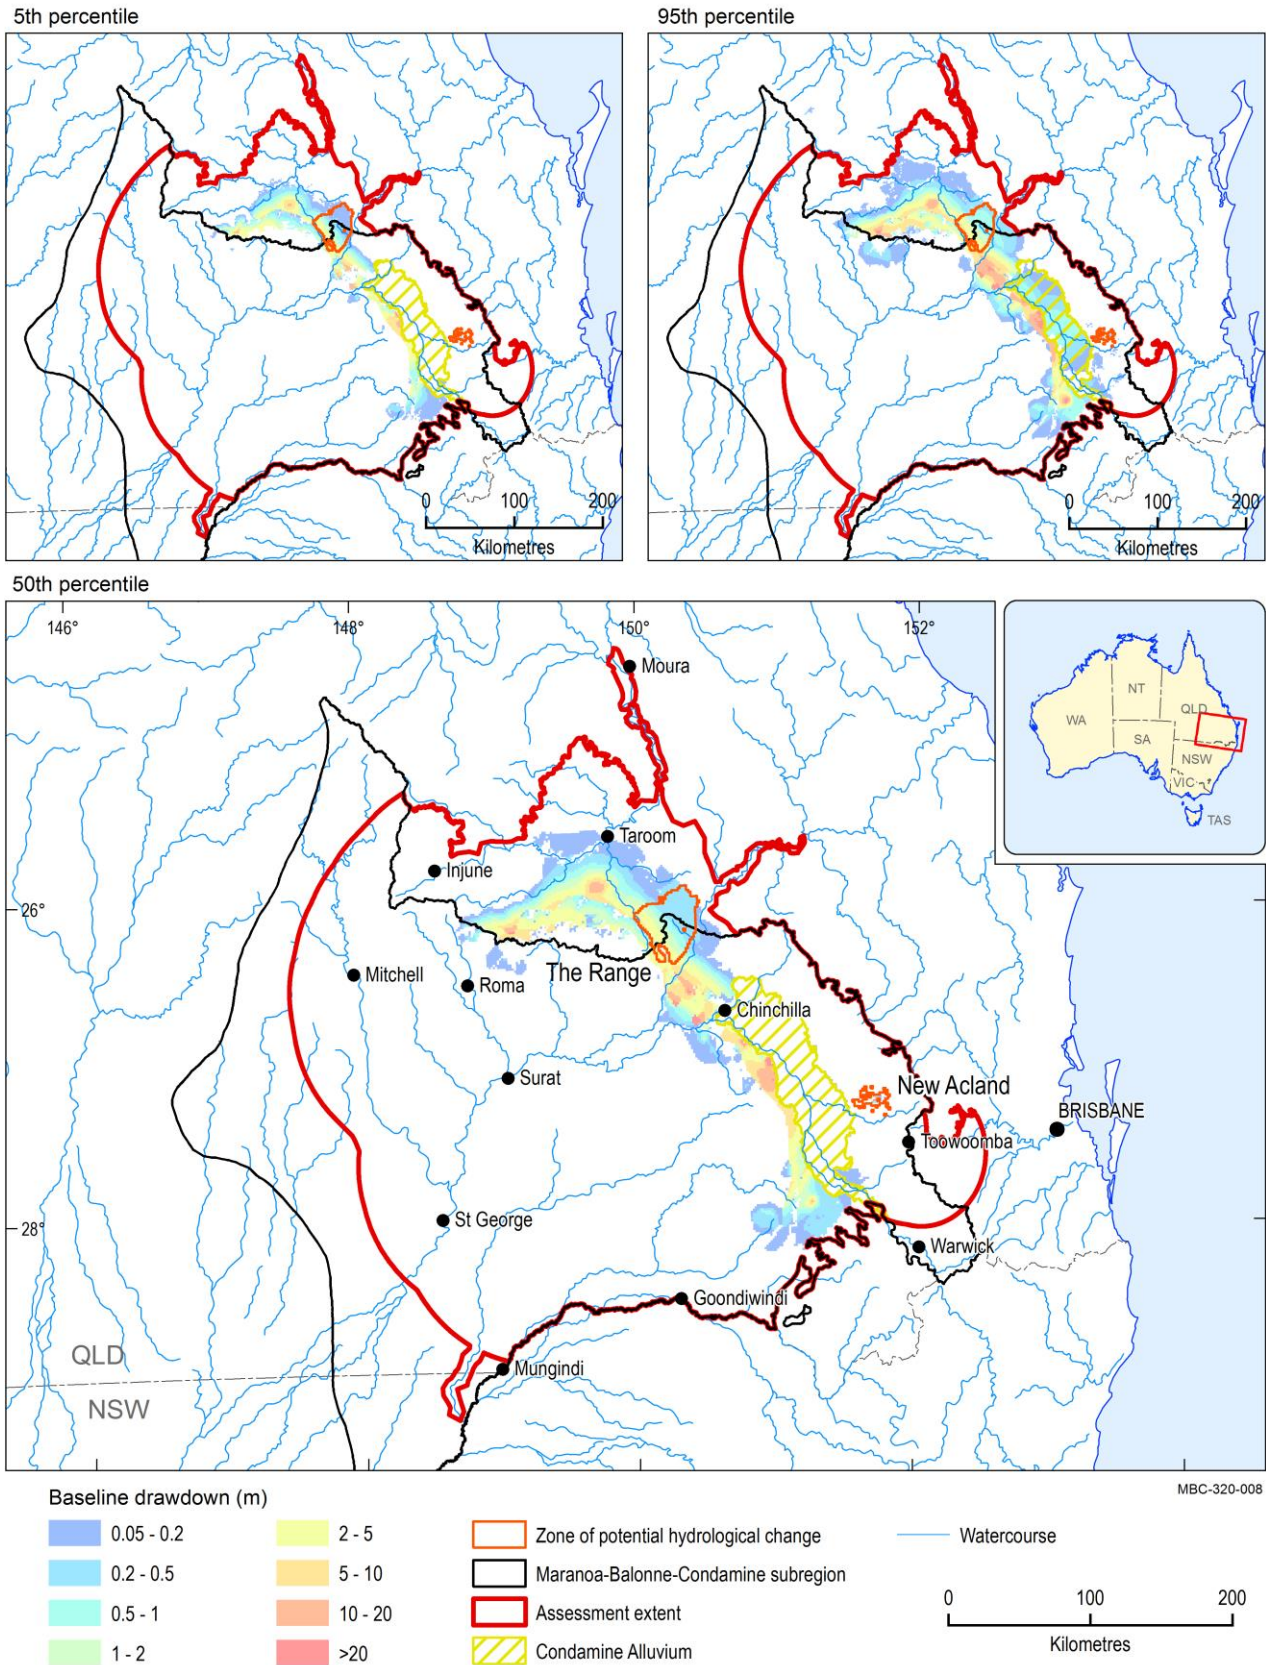 5th percentile
95th percentile
0 100 200
Kilometres
0 100 200
Kilometres
50th percentile
146° 148° 150° 152°
Moura
NT
QLD
WA
SA
NSW
VIC
TAS
Taroom
Injune
26°
The Range
Mitchell
Roma
Chinchilla
Surat
New Acland
BRISBANE
Toowoomba
St George
28°
Warwick
Goondiwindi
QLD
Mungindi
NSW
MBC-320-008
Baseline drawdown (m)
0.05 - 0.2
0.2 - 0.5
0.5 - 1
1 - 2
2 - 5
5 - 10
10 - 20
>20
Zone of potential hydrological change
Maranoa-Balonne-Condamine subregion
Assessment extent
Condamine Alluvium
Watercourse
0 100 200
Kilometres